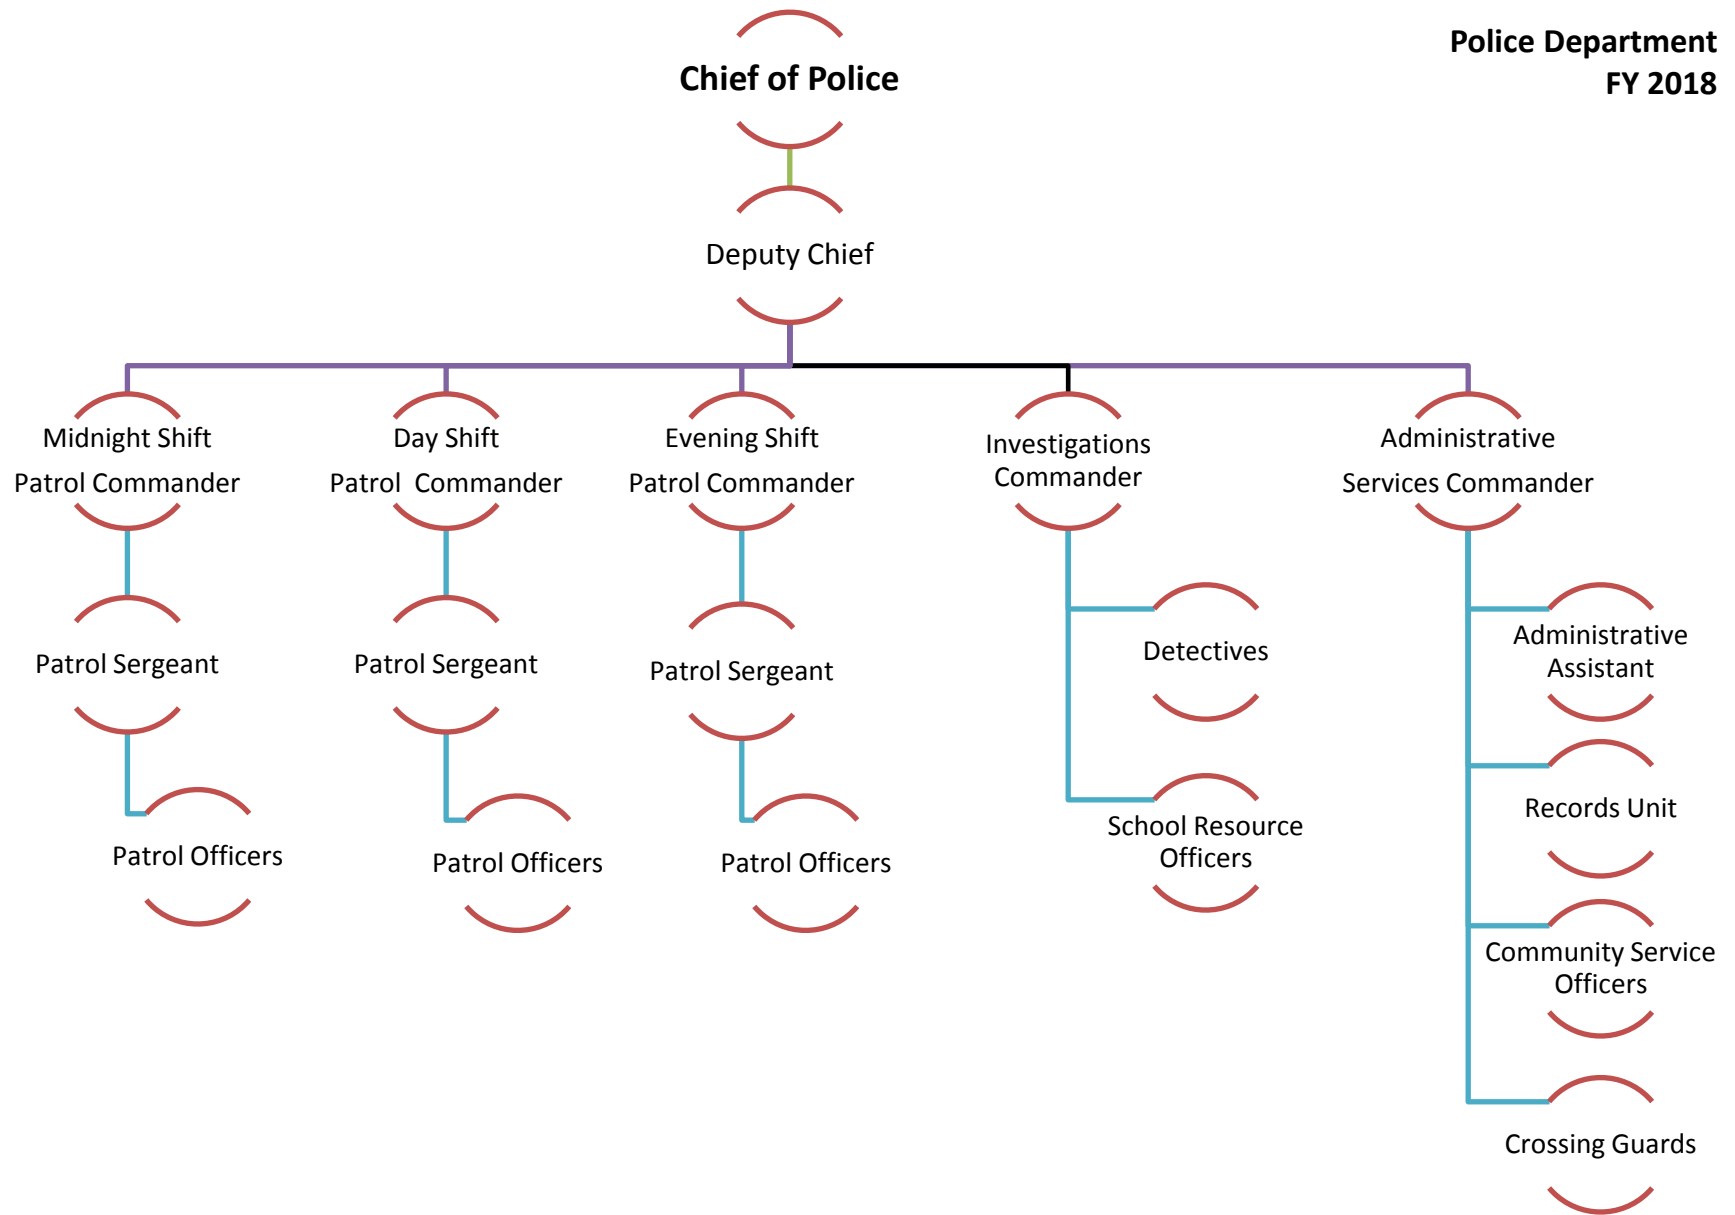 Police Department
FY 2018
Chief of Police
Deputy Chief
Midnight Shift
Patrol Commander
Day Shift
Patrol  Commander
Evening Shift
Patrol Commander
Investigations
Commander
Administrative
Services Commander
Patrol Sergeant
Patrol Sergeant
Patrol Sergeant
Detectives
Administrative
Assistant
Patrol Officers
Patrol Officers
Patrol Officers
School Resource
Officers
Records Unit
Community Service
Officers
Crossing Guards